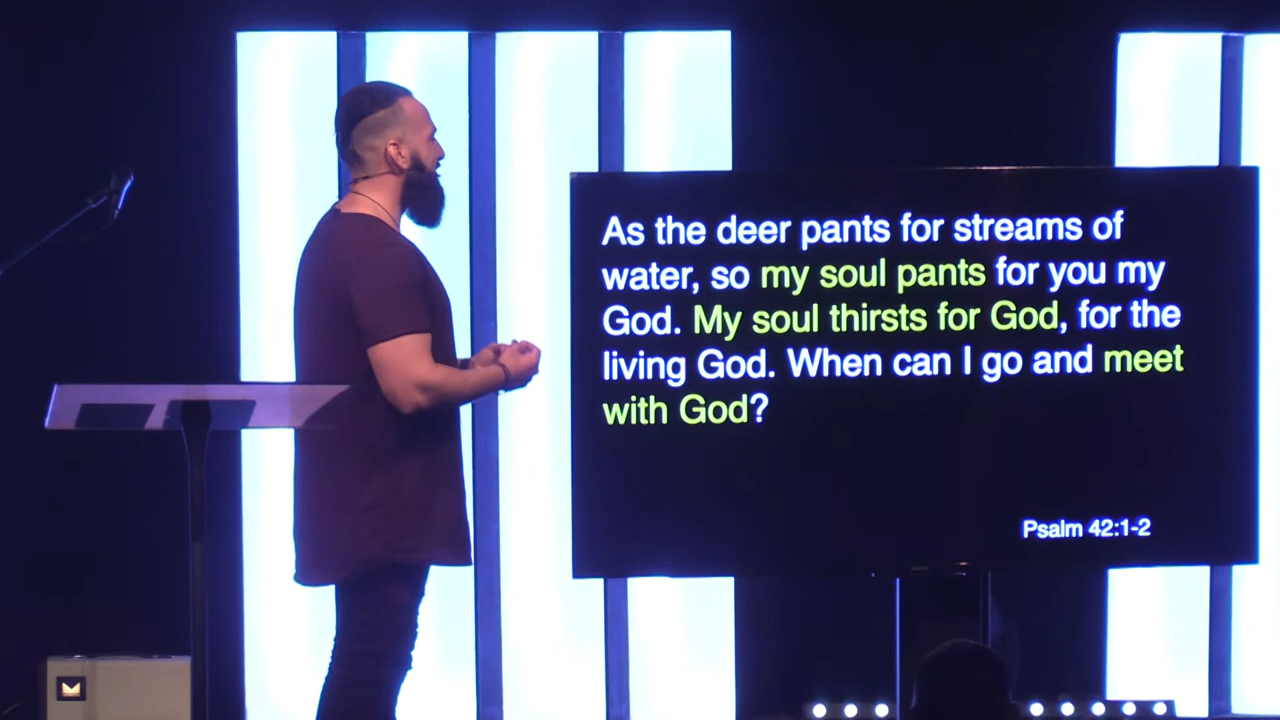 As the deer pants for streams of
water, so my soul pants for you my
God. My soul thirsts for God, for the
living God. When can I go and meet
with God?
Psalm 42:1-2